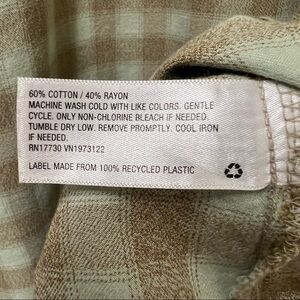 60% COTTON / 40% RAYON
MACHINE WASH COLD WITH LIKE COLORS. GENTLE
CYCLE. ONLY NON-CHLORINE BLEACH IF NEEDED.
TUMBLE DRY LOW. REMOVE PROMPTLY. COOL IRON
IF NEEDED.
RN17730 VN1973122
LABEL MADE FROM 100% RECYCLED PLASTIC